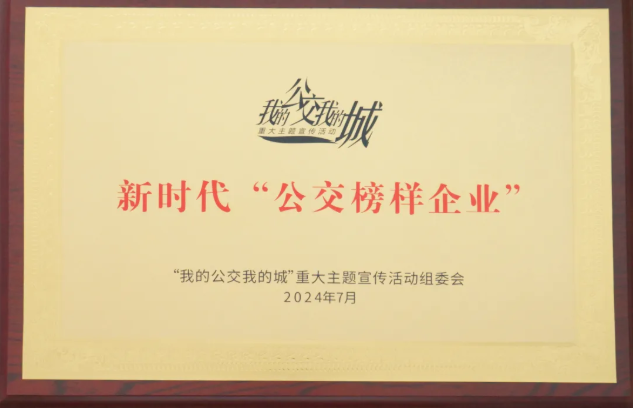 我的公交我的城
重大主题宣传活动
新时代“公交榜样企业”
“我的公交我的城”重大主题宣传活动组委会
2024年7月